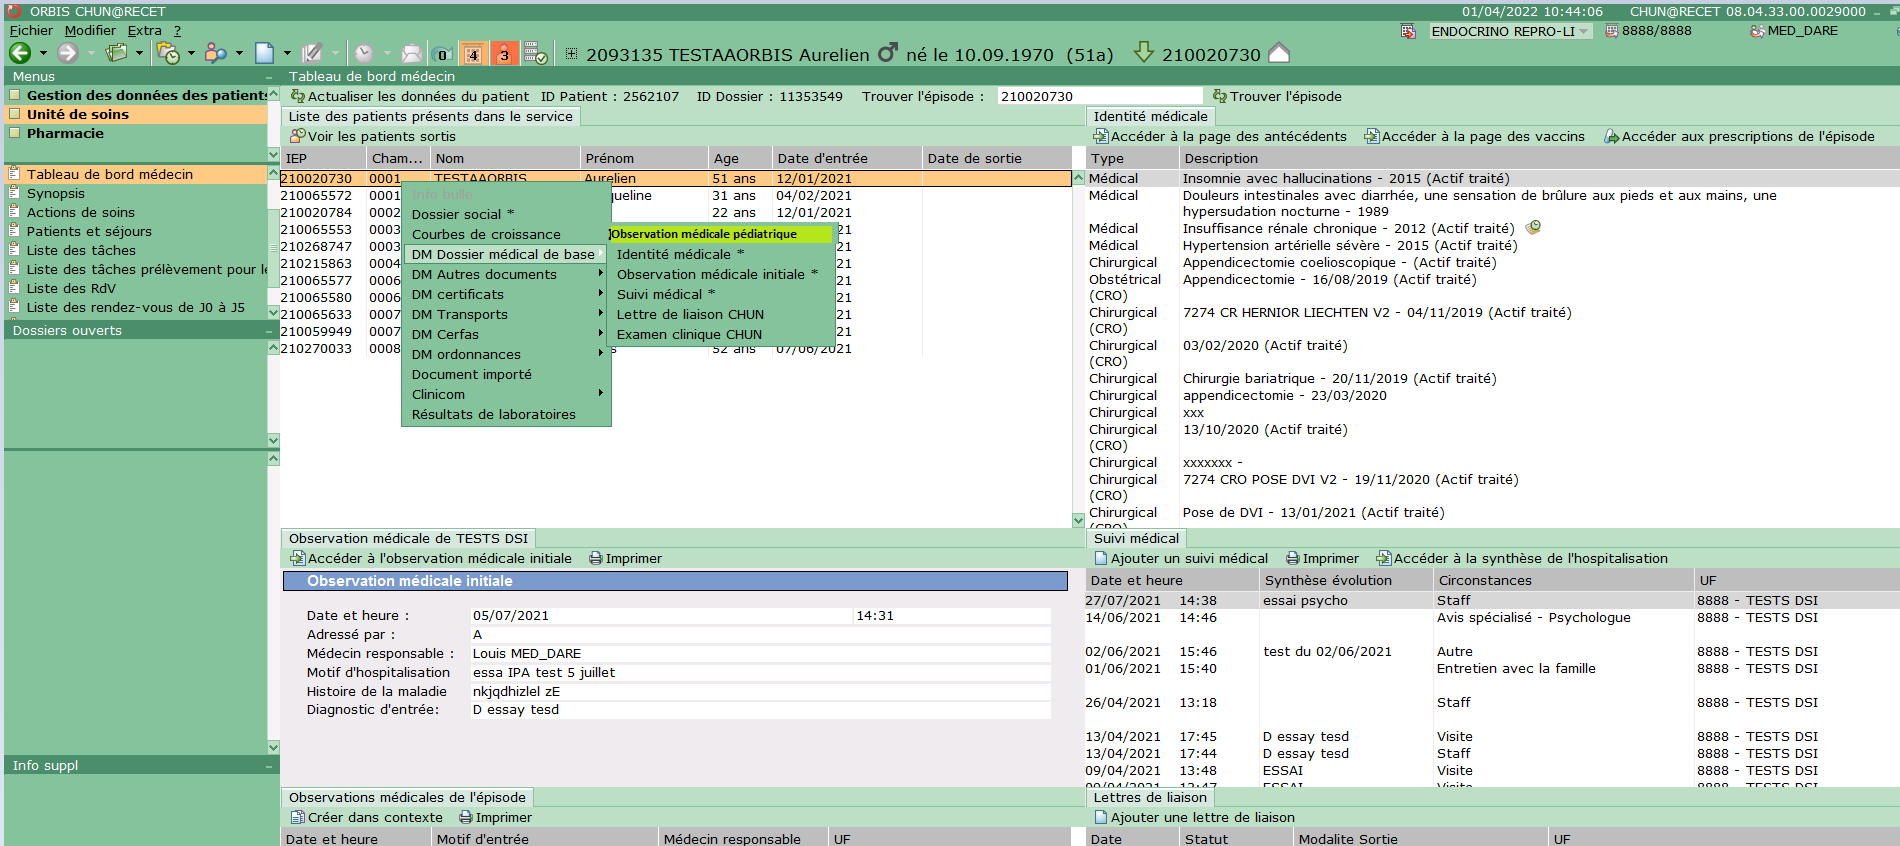 ORBIS CHUN@RECET 01/04/2022 10:44:06 CHUN@RECET 08.04.33.00.0029000
Fichier Modifier Extra ? ENDOCRINO REPRO-LI 8888/8888 MED_DARE
0 4 3 2093135 TESTAAORBIS Aurelien né le 10.09.1970 (51a) 210020730
Menus
Gestion des données des patient
Unité de soins
Pharmacie
Tableau de bord médecin
Synopsis
Actions de soins
Patients et séjours
Liste des tâches
Liste des tâches prélèvement pour le
Liste des RdV
Liste des rendez-vous de J0 à J5
Dossiers ouverts
Info suppl
Tableau de bord médecin
Actualiser les données du patient ID Patient : 2562107 ID Dossier : 11353549 Trouver l'épisode : 210020730 Trouver l'épisode
Liste des patients présents dans le service
Voir les patients sortis
IEP Cham... Nom Prénom Age Date d'entrée Date de sortie
210020730 0001 TESTAAORBIS Aurelien 51 ans 12/01/2021
210065572 0001 queline 31 ans 04/02/2021
210020784 0002 22 ans 12/01/2021
210065553 0003
210268747 0003
210215863 0004
210065577 0006
210065580 0006
210065633 0007
210059949 0007
210270033 0008 52 ans 07/06/2021
Info bulle
Dossier social *
Courbes de croissance
DM Dossier médical de base
DM Autres documents
DM certificats
DM Transports
DM Cerfas
DM ordonnances
Document importé
Clinicom
Résultats de laboratoires
Observation médicale pédiatrique
Identité médicale *
Observation médicale initiale *
Suivi médical *
Lettre de liaison CHUN
Examen clinique CHUN
Identité médicale
Accéder à la page des antécédents Accéder à la page des vaccins Accéder aux prescriptions de l'épisode
Type Description
Médical Insomnie avec hallucinations - 2015 (Actif traité)
Médical Douleurs intestinales avec diarrhée, une sensation de brûlure aux pieds et aux mains, une
hypersudation nocturne - 1989
Médical Insuffisance rénale chronique - 2012 (Actif traité)
Médical Hypertension artérielle sévère - 2015 (Actif traité)
Chirurgical Appendicectomie coelioscopique - (Actif traité)
Obstétrical Appendicectomie - 16/08/2019 (Actif traité)
(CRO)
Chirurgical 7274 CR HERNIOR LIECHTEN V2 - 04/11/2019 (Actif traité)
(CRO)
Chirurgical 03/02/2020 (Actif traité)
(CRO)
Chirurgical Chirurgie bariatrique - 20/11/2019 (Actif traité)
Chirurgical appendicectomie - 23/03/2020
Chirurgical xxx
Chirurgical 13/10/2020 (Actif traité)
(CRO)
Chirurgical xxxxxxx -
Chirurgical 7274 CRO POSE DVI V2 - 19/11/2020 (Actif traité)
(CRO)
Chirurgical Pose de DVI - 13/01/2021 (Actif traité)
(CRO)
Observation médicale de TESTS DSI
Accéder à l'observation médicale initiale Imprimer
Observation médicale initiale
Date et heure : 05/07/2021 14:31
Adressé par : A
Médecin responsable : Louis MED_DARE
Motif d'hospitalisation essa IPA test 5 juillet
Histoire de la maladie nkjqdhizlel zE
Diagnostic d'entrée: D essay tesd
Suivi médical
Ajouter un suivi médical Imprimer Accéder à la synthèse de l'hospitalisation
Date et heure Synthèse évolution Circonstances UF
27/07/2021 14:38 essai psycho Staff 8888 - TESTS DSI
14/06/2021 14:46 Avis spécialisé - Psychologue 8888 - TESTS DSI
02/06/2021 15:46 test du 02/06/2021 Autre 8888 - TESTS DSI
01/06/2021 15:40 Entretien avec la famille 8888 - TESTS DSI
26/04/2021 13:18 Staff 8888 - TESTS DSI
13/04/2021 17:45 D essay tesd Visite 8888 - TESTS DSI
13/04/2021 17:44 D essay tesd Staff 8888 - TESTS DSI
09/04/2021 13:48 ESSAI Visite 8888 - TESTS DSI
09/04/2021 13:47 ESSAI Visite 8888 - TESTS DSI
Observations médicales de l'épisode
Créer dans contexte Imprimer
Date et heure Motif d'entrée Médecin responsable UF
Lettres de liaison
Ajouter une lettre de liaison
Date Statut Modalite Sortie UF